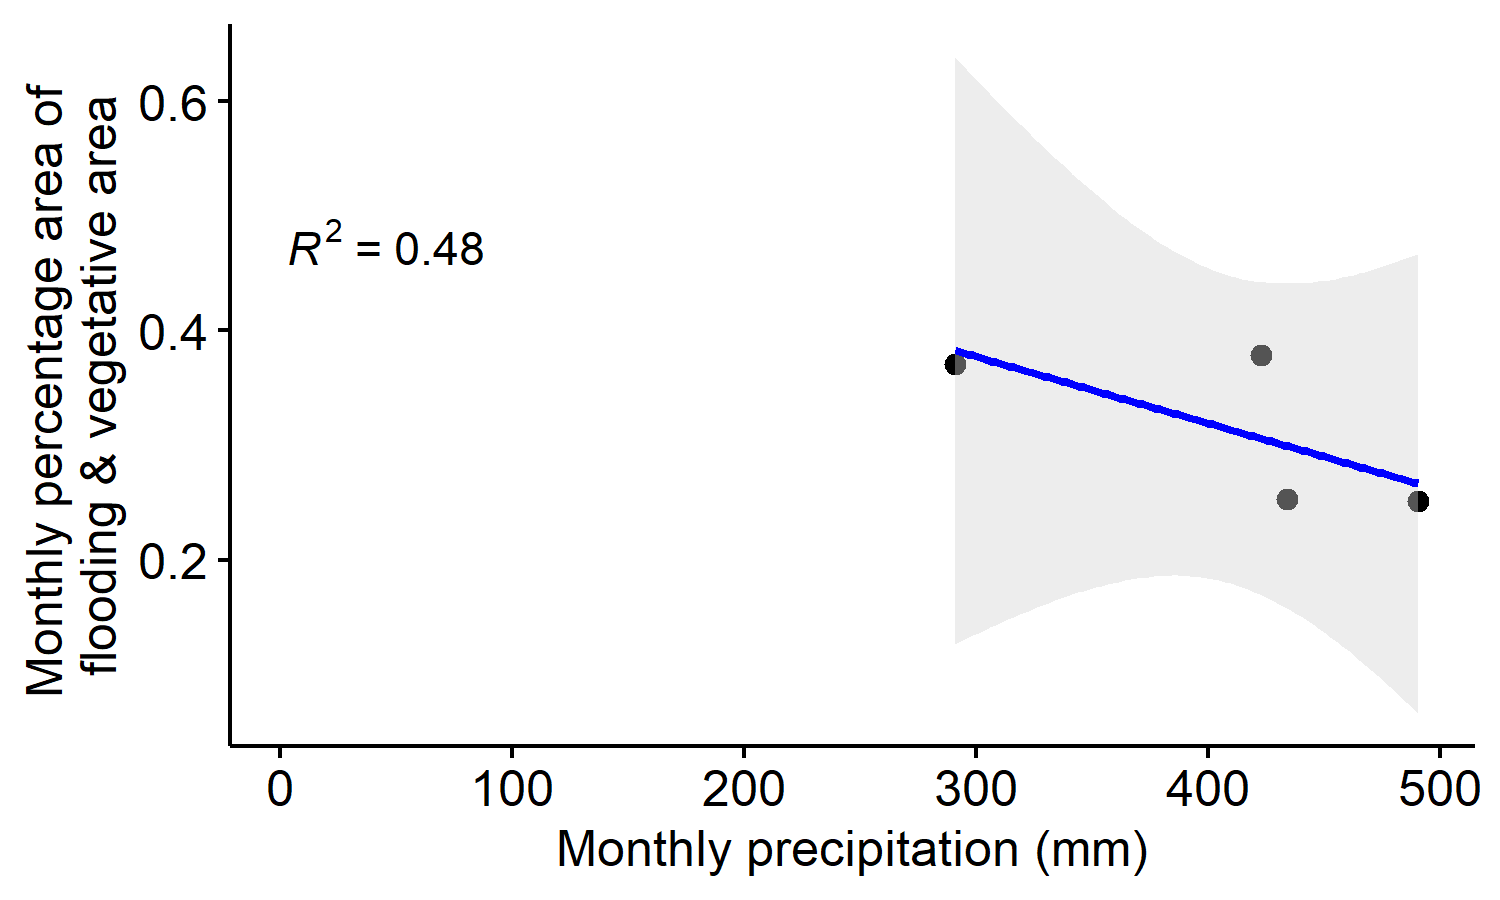 Monthly percentage area of
flooding & vegetative area
0.6
0.4
0.2
R² = 0.48
0 100 200 300 400 500
Monthly precipitation (mm)